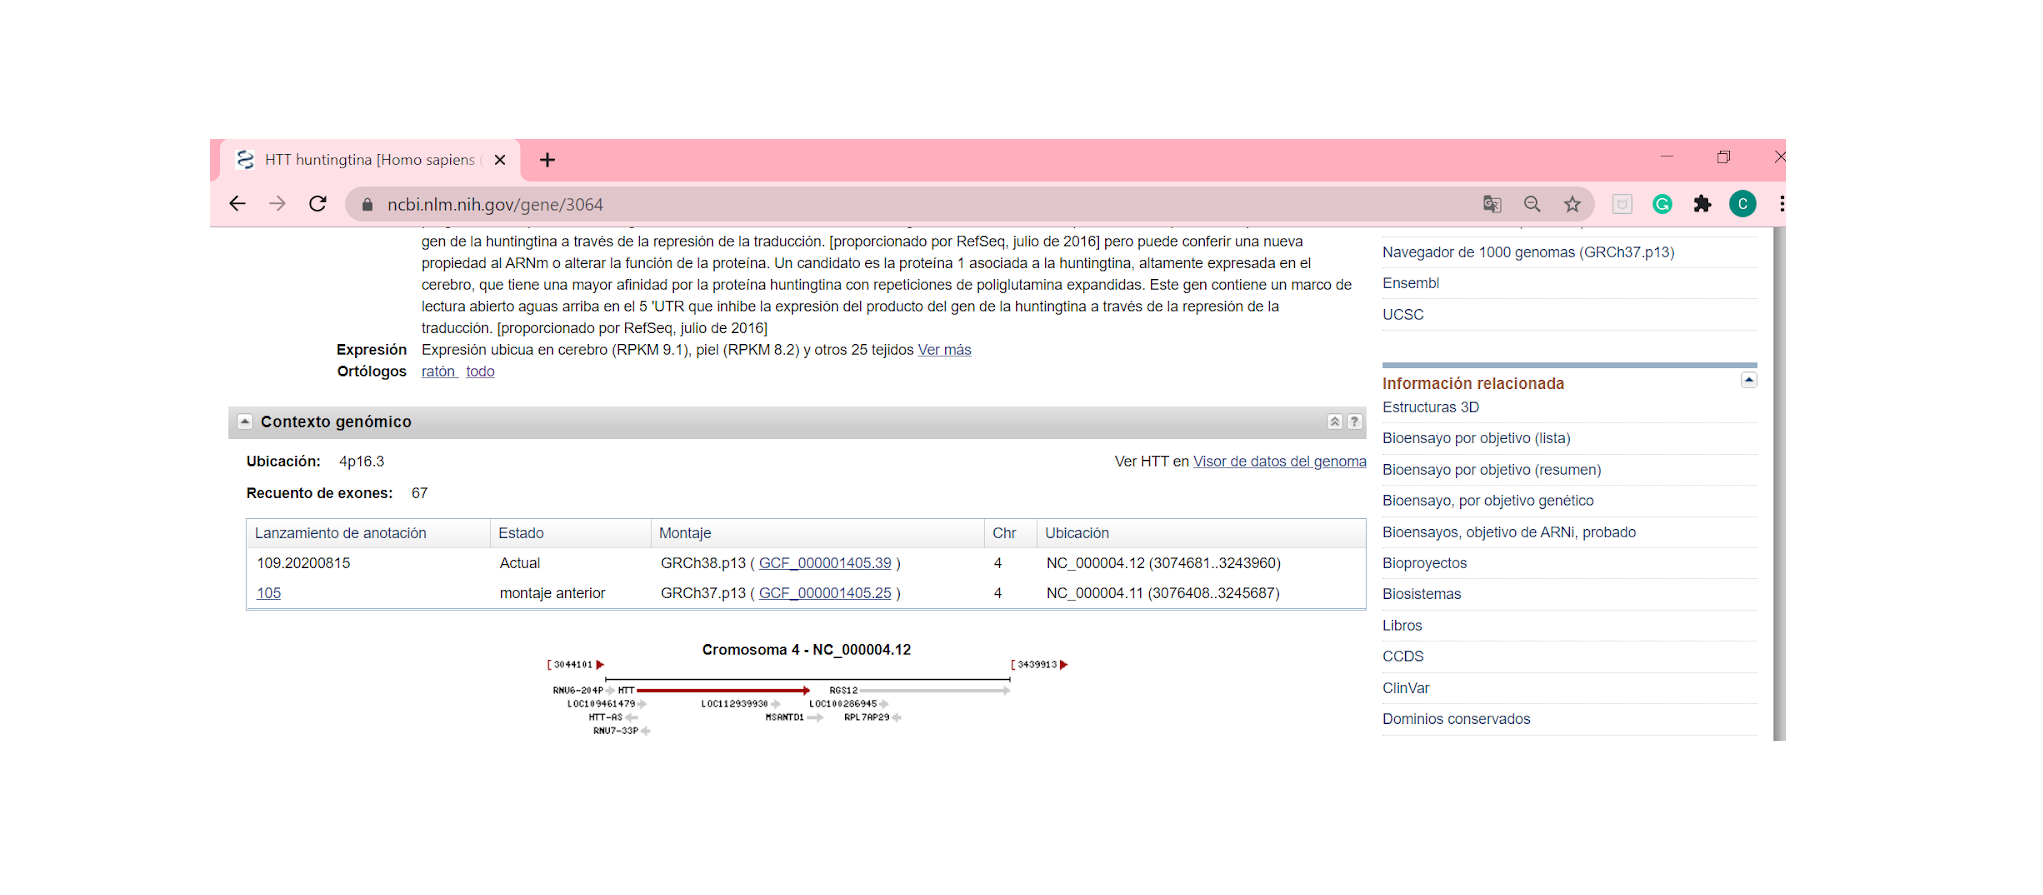 HTT huntingtina [Homo sapiens (
ncbi.nlm.nih.gov/gene/3064
C
gen de la huntingtina a través de la represión de la traducción. [proporcionado por RefSeq, julio de 2016] pero puede conferir una nueva
propiedad al ARNm o alterar la función de la proteína. Un candidato es la proteína 1 asociada a la huntingtina, altamente expresada en el
cerebro, que tiene una mayor afinidad por la proteína huntingtina con repeticiones de poliglutamina expandidas. Este gen contiene un marco de
lectura abierto aguas arriba en el 5 'UTR que inhibe la expresión del producto del gen de la huntingtina a través de la represión de la
traducción. [proporcionado por RefSeq, julio de 2016]
Expresión Expresión ubicua en cerebro (RPKM 9.1), piel (RPKM 8.2) y otros 25 tejidos Ver más
Ortólogos ratón todo
Contexto genómico
?
Ubicación: 4p16.3
Ver HTT en Visor de datos del genoma
Recuento de exones: 67
Lanzamiento de anotación Estado Montaje Chr Ubicación
109.20200815 Actual GRCh38.p13 ( GCF_000001405.39 ) 4 NC_000004.12 (3074681..3243960)
105 montaje anterior GRCh37.p13 ( GCF_000001405.25 ) 4 NC_000004.11 (3076408..3245687)
Cromosoma 4 - NC_000004.12
[ 3044101 [ 3439913
RNU6-204P HTT RGS12
LOC109461479 LOC112939930 LOC100286945
HTT-AS MSANTD1 RPL7AP29
RNU7-33P
Navegador de 1000 genomas (GRCh37.p13)
Ensembl
UCSC
Información relacionada
Estructuras 3D
Bioensayo por objetivo (lista)
Bioensayo por objetivo (resumen)
Bioensayo, por objetivo genético
Bioensayos, objetivo de ARNi, probado
Bioproyectos
Biosistemas
Libros
CCDS
ClinVar
Dominios conservados